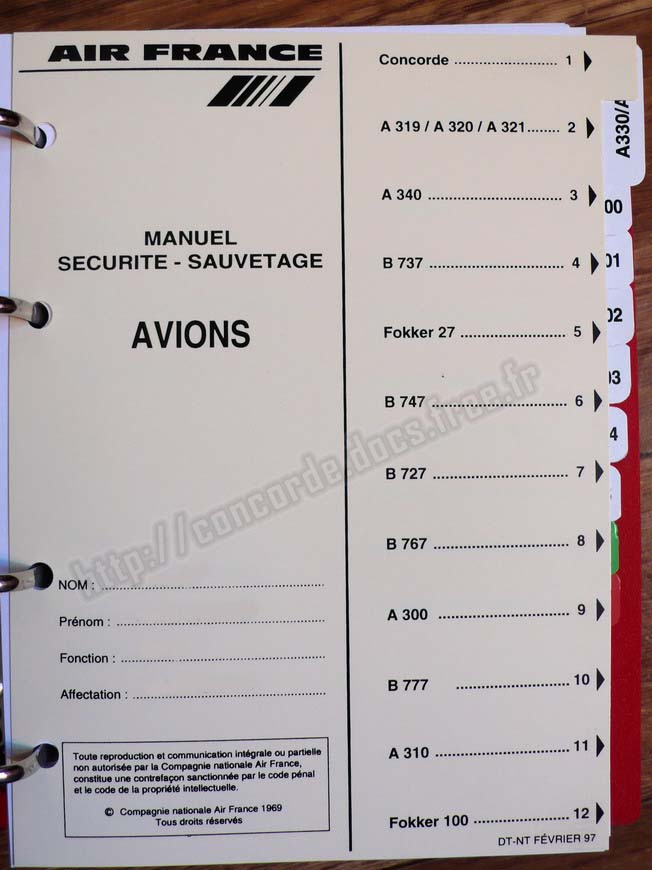 AIR FRANCE
MANUEL
SECURITE - SAUVETAGE
AVIONS
NOM : ..........................................................
Prénom : ......................................................
Fonction : .....................................................
Affectation : ..................................................
Toute reproduction et communication intégrale ou partielle
non autorisée par la Compagnie nationale Air France,
constitue une contrefaçon sanctionnée par le code pénal
et le code de la propriété intellectuelle.
© Compagnie nationale Air France 1969
Tous droits réservés
Concorde .......................... 1
A 319 / A 320 / A 321........ 2
A 340 .................................. 3
B 737 .................................. 4
Fokker 27 ............................ 5
B 747 .................................. 6
B 727 .................................. 7
B 767 .................................. 8
A 300 .................................. 9
B 777 ............................ 10
A 310 .................................. 11
Fokker 100 ........................ 12
DT-NT FÉVRIER 97
A330/A
00
01
02
03
4
http://concorde.docs.free.fr